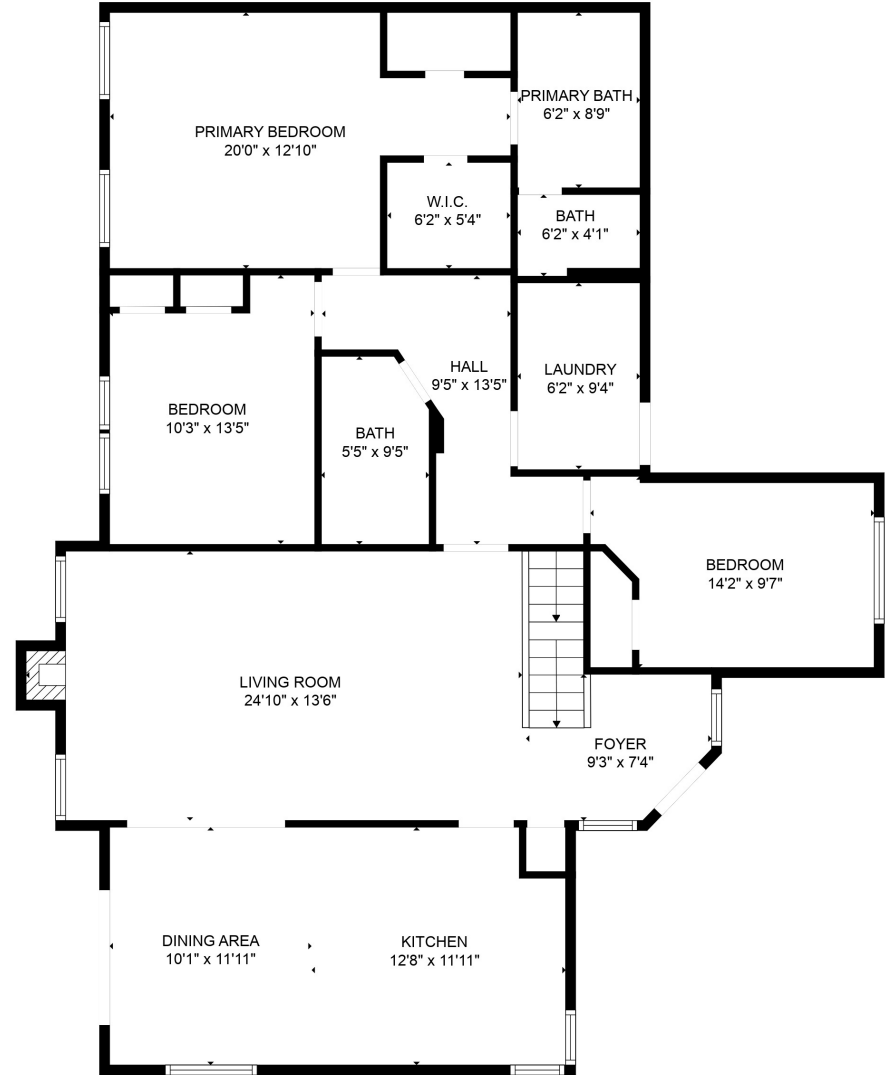 PRIMARY BEDROOM
20'0" x 12'10"
PRIMARY BATH
6'2" x 8'9"
W.I.C.
6'2" x 5'4"
BATH
6'2" x 4'1"
HALL
9'5" x 13'5"
LAUNDRY
6'2" x 9'4"
BEDROOM
10'3" x 13'5"
BATH
5'5" x 9'5"
BEDROOM
14'2" x 9'7"
LIVING ROOM
24'10" x 13'6"
FOYER
9'3" x 7'4"
DINING AREA
10'1" x 11'11"
KITCHEN
12'8" x 11'11"